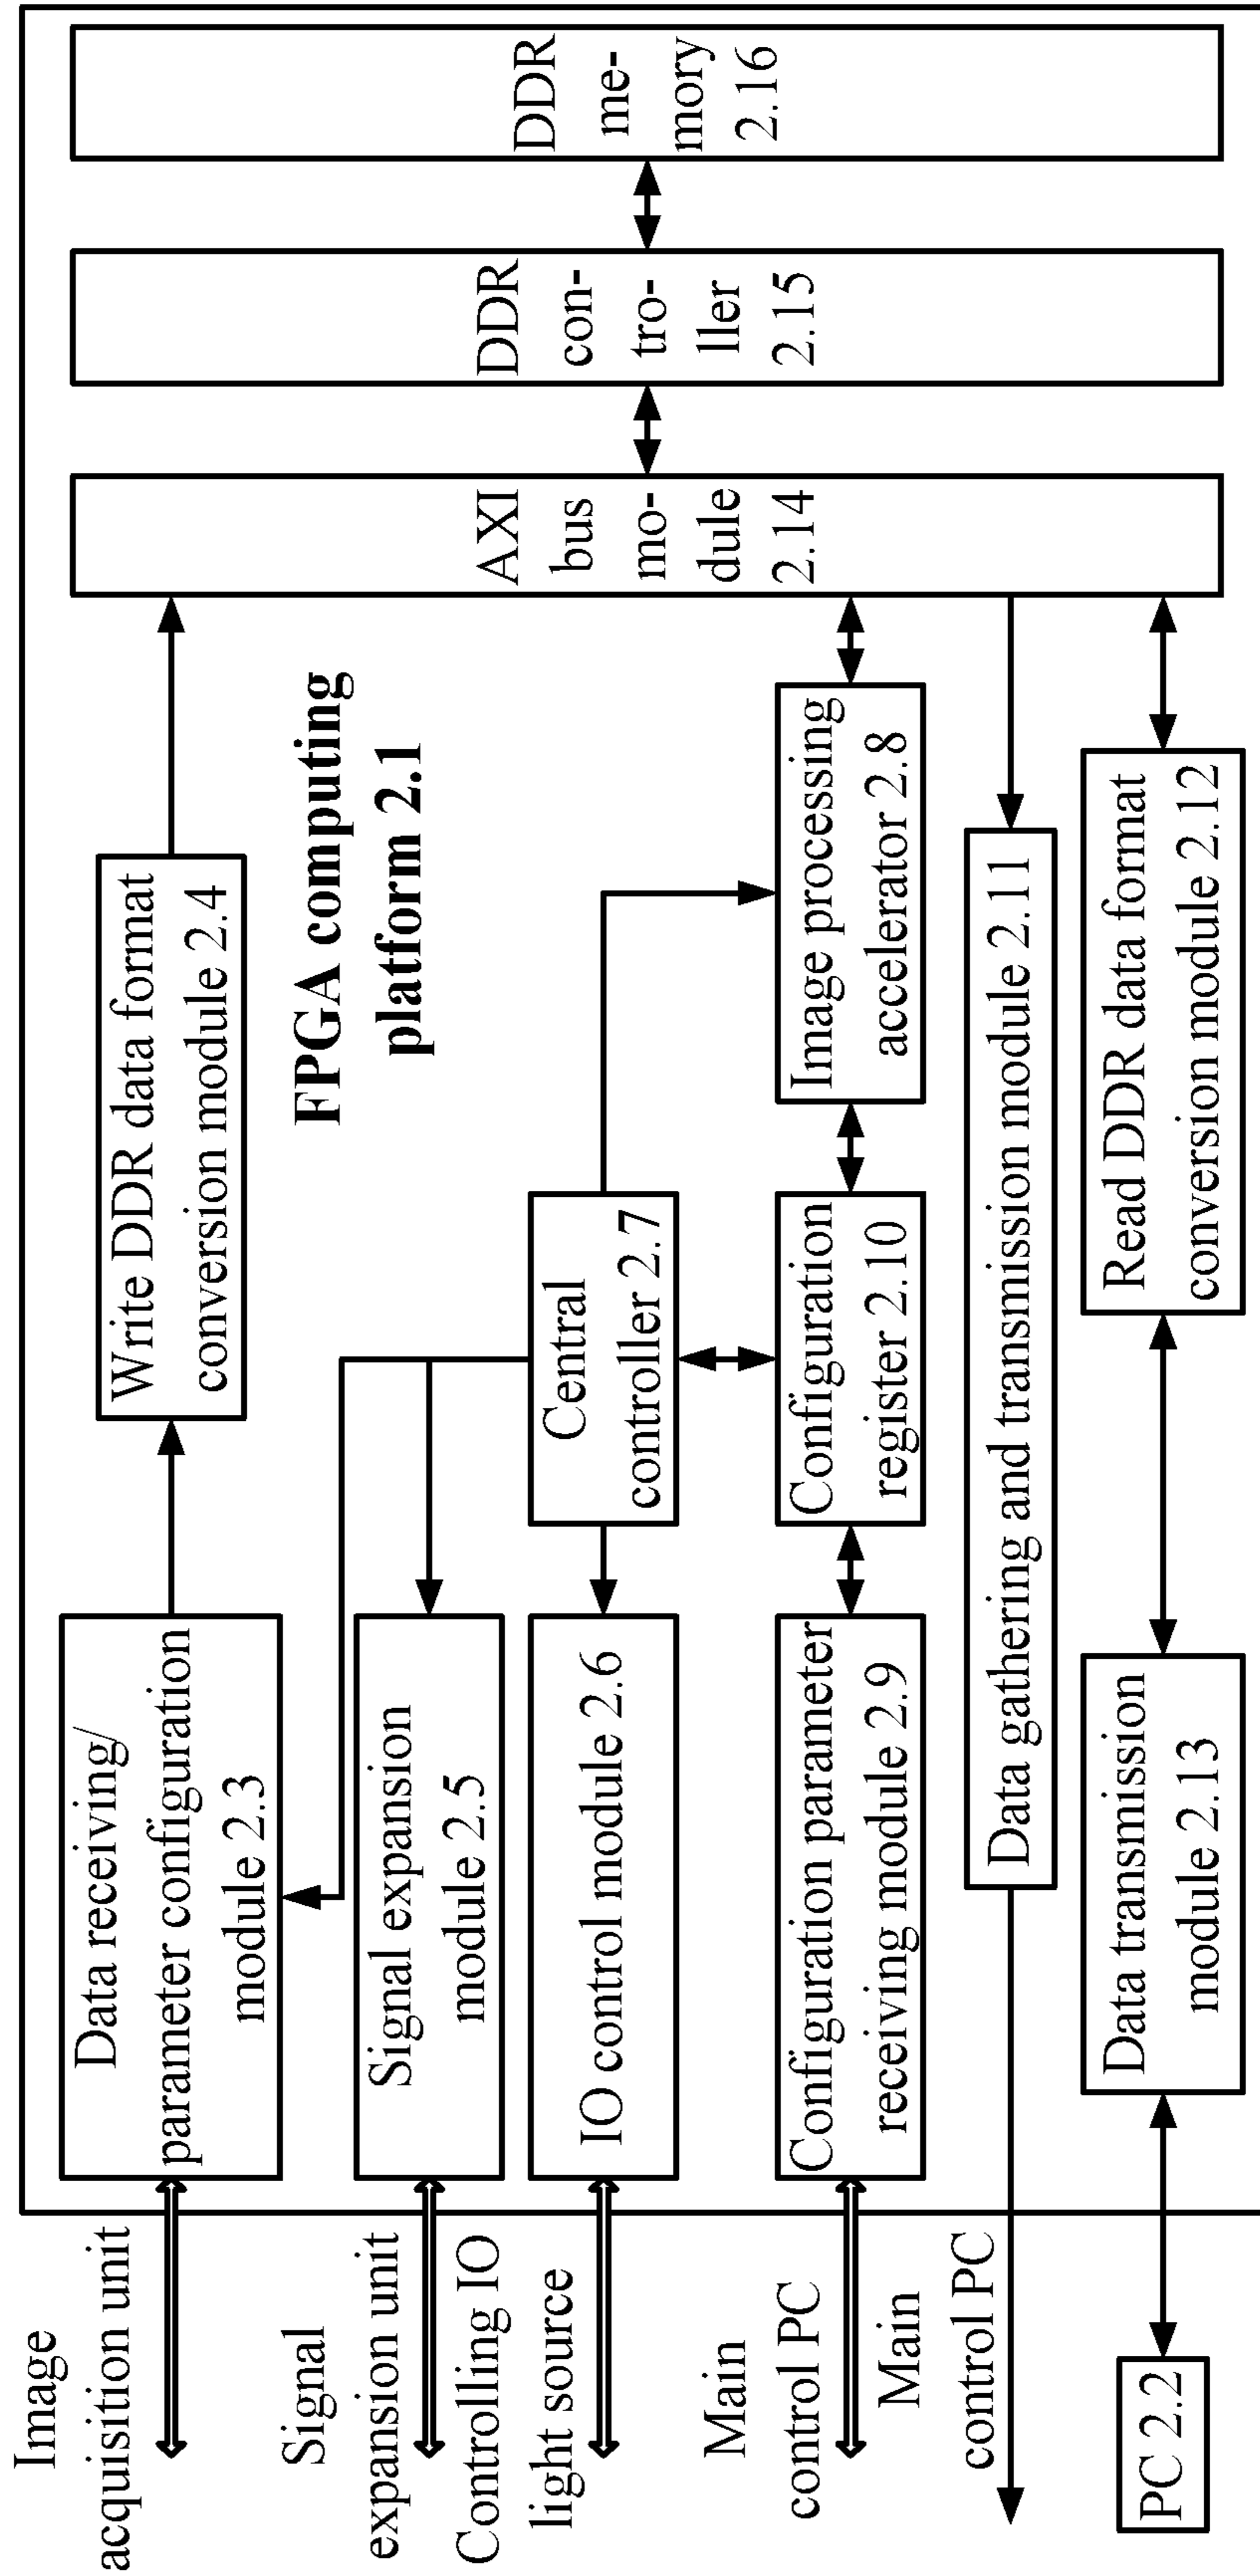 Image
acquisition unit
Data receiving/
parameter configuration
module 2.3
Write DDR data format
conversion module 2.4
FPGA computing
platform 2.1
Signal
expansion unit
Signal expansion
module 2.5
Controlling IO
light source
IO control module 2.6
Central
controller 2.7
Main
control PC
Configuration parameter
receiving module 2.9
Configuration
register 2.10
Image processing
accelerator 2.8
Main
control PC
Data gathering and transmission module 2.11
PC 2.2
Data transmission
module 2.13
Read DDR data format
conversion module 2.12
AXI
bus
mo-
dule
2.14
DDR
con-
tro-
ller
2.15
DDR
me-
mory
2.16